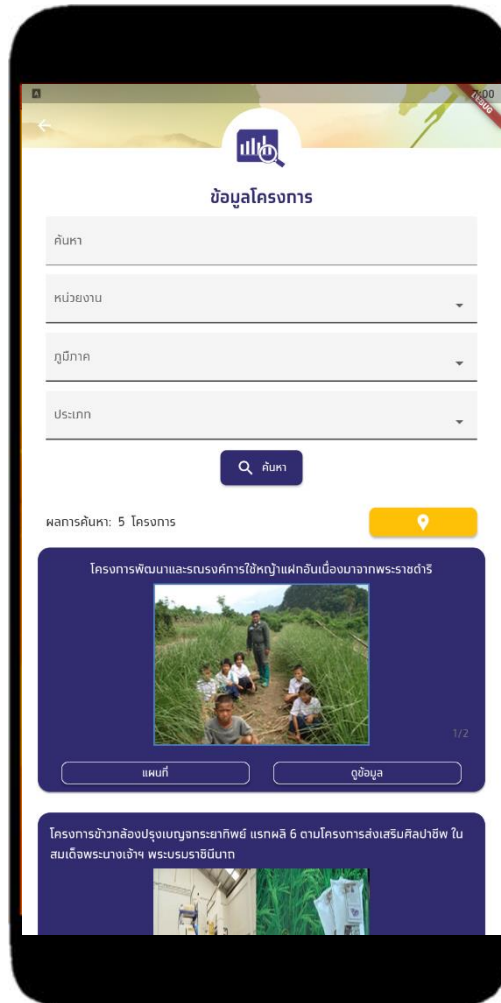 7:00
DEBUG
ข้อมูลโครงการ
ค้นหา
หน่วยงาน
ภูมิภาค
ประเภท
ค้นหา
ผลการค้นหา: 5 โครงการ
โครงการพัฒนาและรณรงค์การใช้หญ้าแฝกอันเนื่องมาจากพระราชดำริ
1/2
แผนที่
ดูข้อมูล
โครงการข้าวกล้องปรุงเบญจกระยาทิพย์ แรกผลิ 6 ตามโครงการส่งเสริมศิลปาชีพ ใน
สมเด็จพระนางเจ้าฯ พระบรมราชินีนาถ